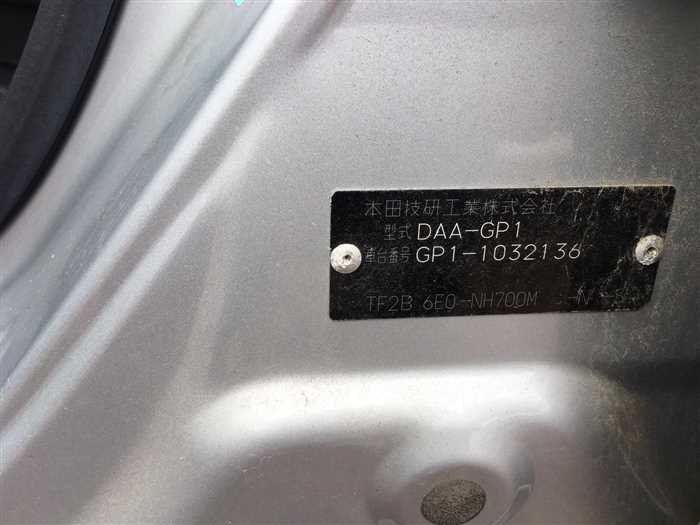 本田技研工業株式会社
型式 DAA-GP1
車台番号 GP1-1032136
TF2B 6E0-NH700M